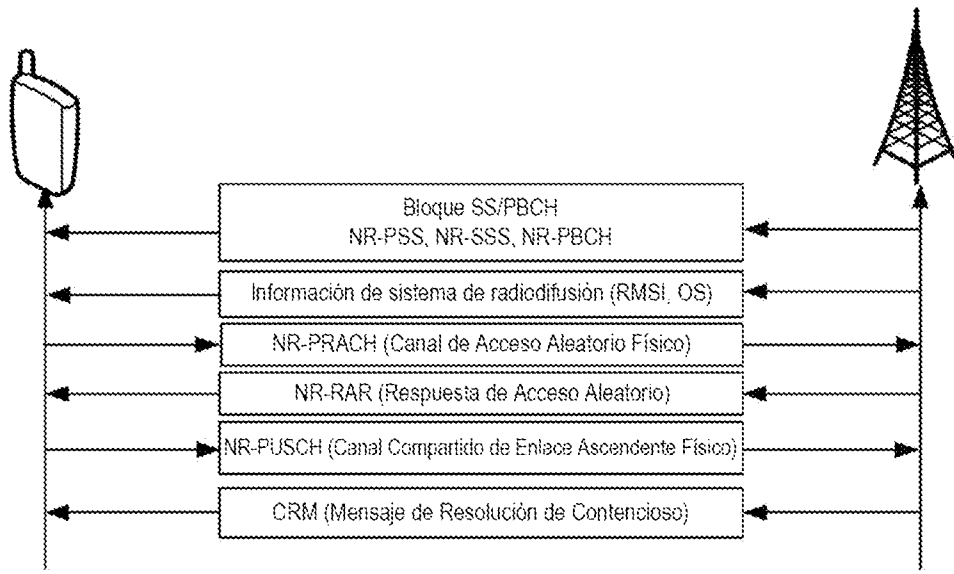 Bloque SS/PBCH
NR-PSS, NR-SSS, NR-PBCH
Información de sistema de radiodifusión (RMSI, OS)
NR-PRACH (Canal de Acceso Aleatorio Físico)
NR-RAR (Respuesta de Acceso Aleatorio)
NR-PUSCH (Canal Compartido de Enlace Ascendente Físico)
CRM (Mensaje de Resolución de Contencioso)